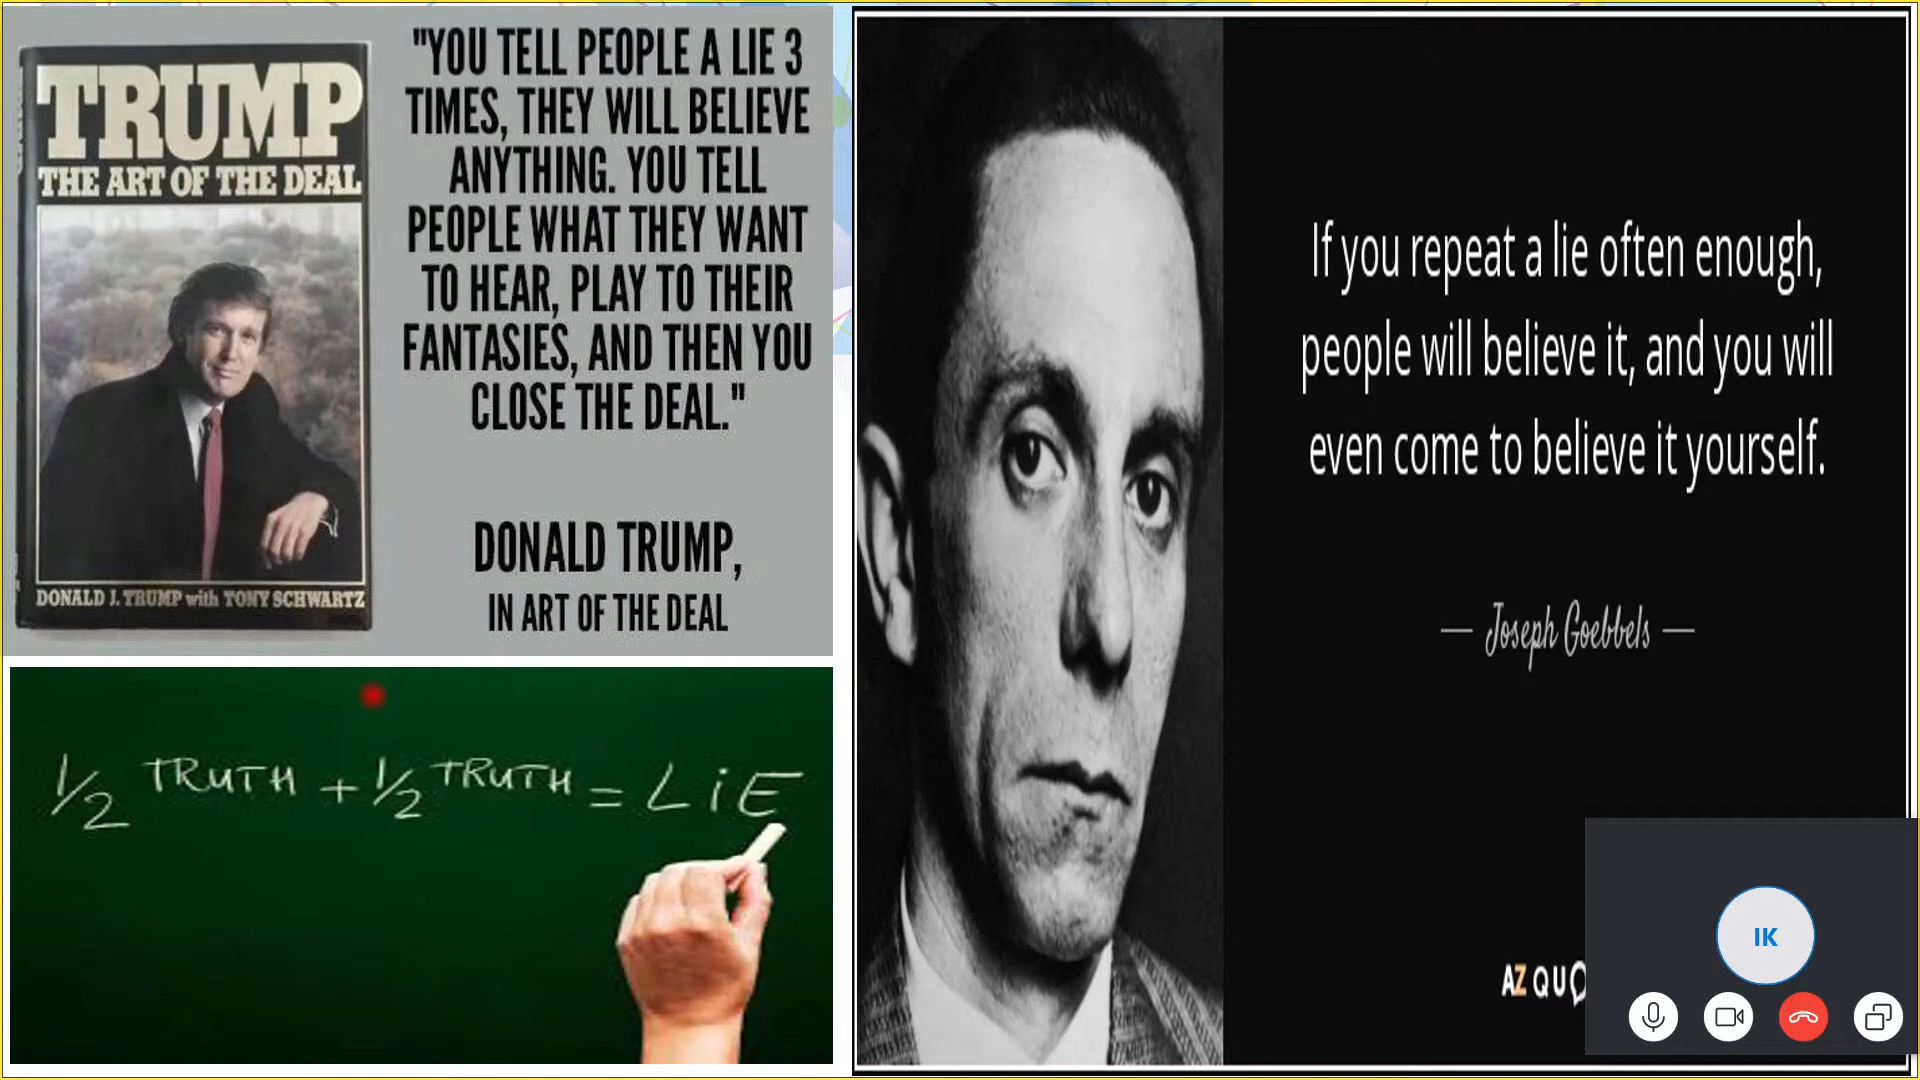 TRUMP
THE ART OF THE DEAL
DONALD J. TRUMP with TONY SCHWARTZ
"YOU TELL PEOPLE A LIE 3
TIMES, THEY WILL BELIEVE
ANYTHING. YOU TELL
PEOPLE WHAT THEY WANT
TO HEAR, PLAY TO THEIR
FANTASIES, AND THEN YOU
CLOSE THE DEAL."
DONALD TRUMP,
IN ART OF THE DEAL
1/2 TRUTH + 1/2 TRUTH = LiE
If you repeat a lie often enough,
people will believe it, and you will
even come to believe it yourself.
— Joseph Goebbels —
AZ QUO
IK